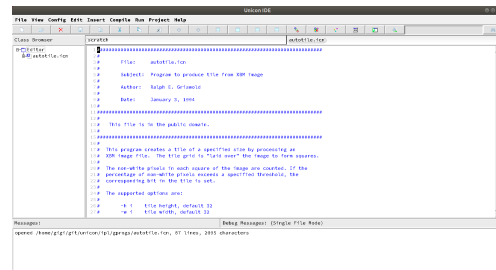 Unicon IDE
File View Config Edit Insert Compile Run Project Help
Class Browser
scratch
autotile.icn
Editor
autotile.icn
############################################################################
#
# File: autotile.icn
#
# Subject: Program to produce tile from XBM image
#
# Author: Ralph E. Griswold
#
# Date: January 3, 1994
#
############################################################################
#
# This file is in the public domain.
#
############################################################################
#
# This program creates a tile of a specified size by processing an
# XBM image file. The tile grid is "laid over" the image to form squares.
#
# The non-white pixels in each square of the image are counted. If the
# percentage of non-white pixels exceeds a specified threshold, the
# corresponding bit in the tile is set.
#
# The supported options are:
#
# -h i tile height, default 32
# -w i tile width, default 32
Messages:
Debug Messages: (Single File Mode)
opened /home/gigi/git/unicon/ipl/gprogs/autotile.icn, 87 lines, 2095 characters